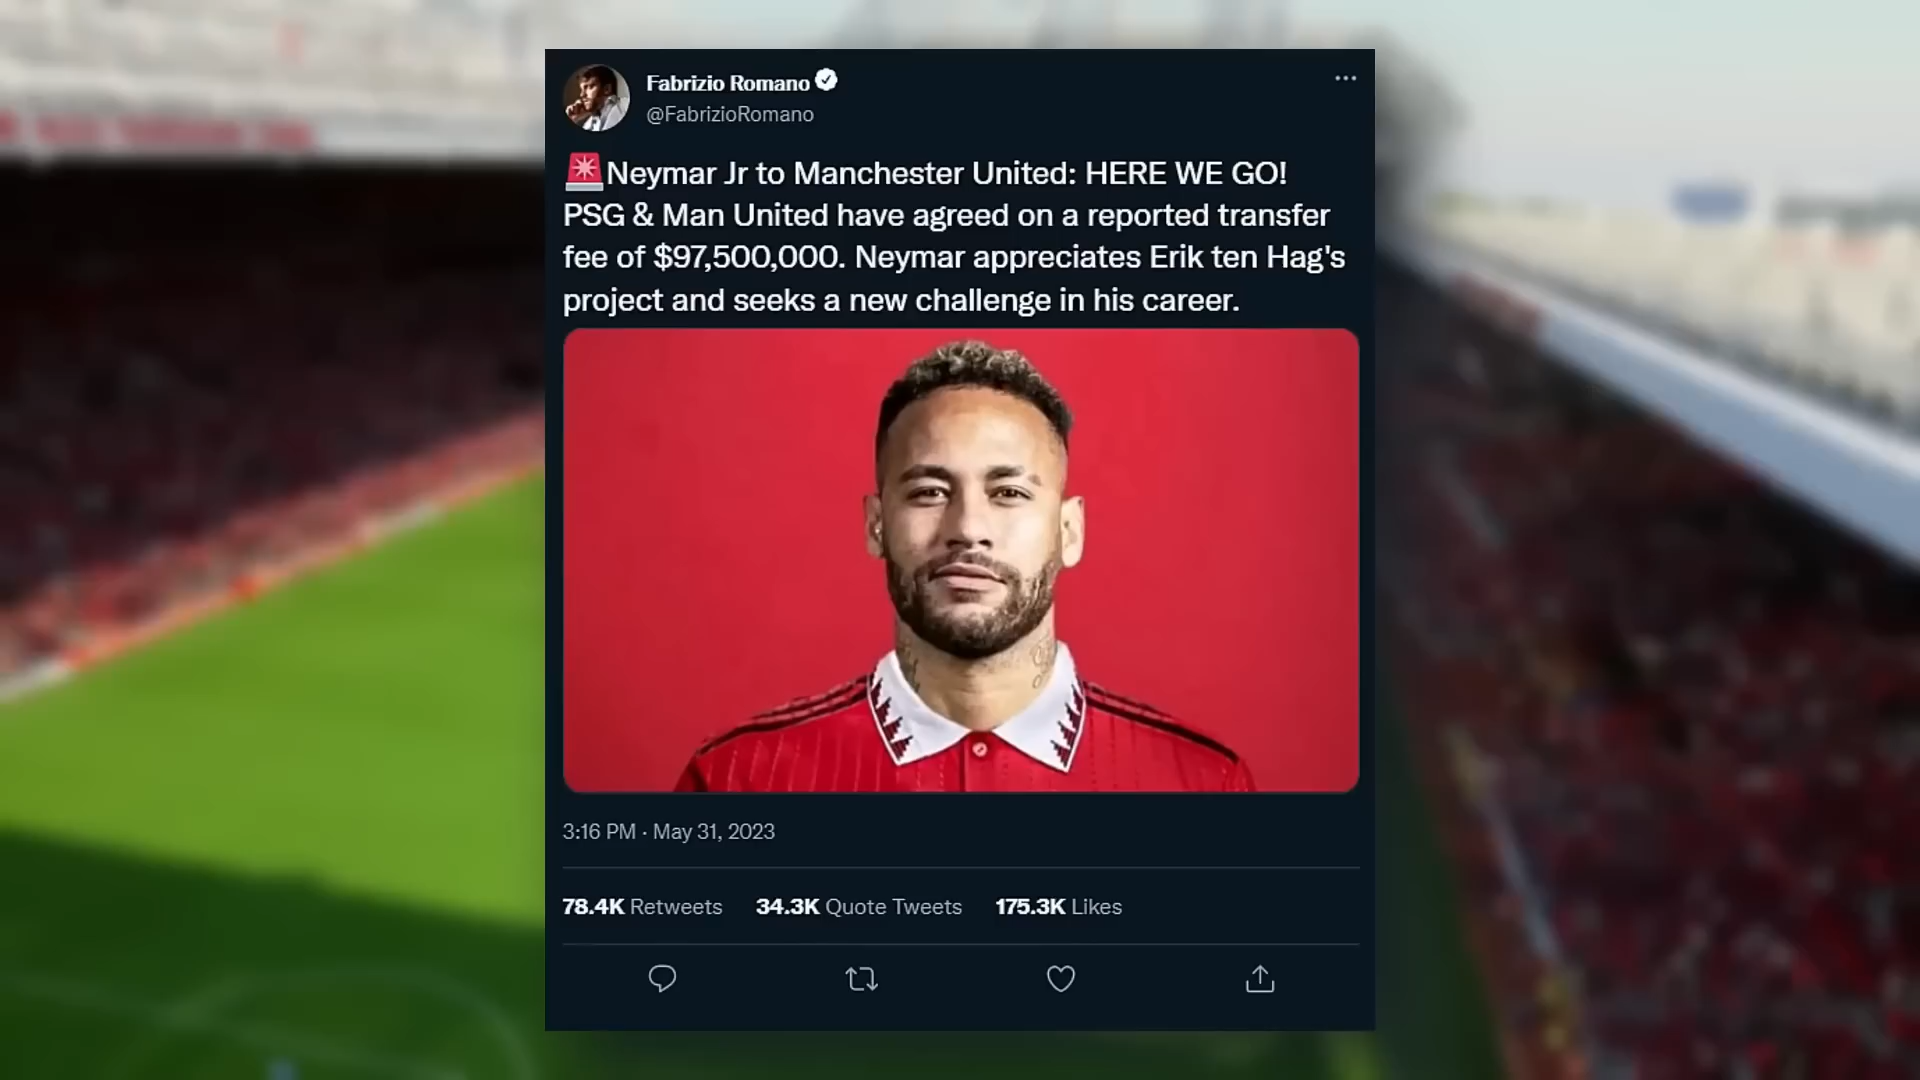 Fabrizio Romano
@FabrizioRomano
🚨Neymar Jr to Manchester United: HERE WE GO!
PSG & Man United have agreed on a reported transfer
fee of $97,500,000. Neymar appreciates Erik ten Hag's
project and seeks a new challenge in his career.
3:16 PM · May 31, 2023
78.4K Retweets 34.3K Quote Tweets 175.3K Likes